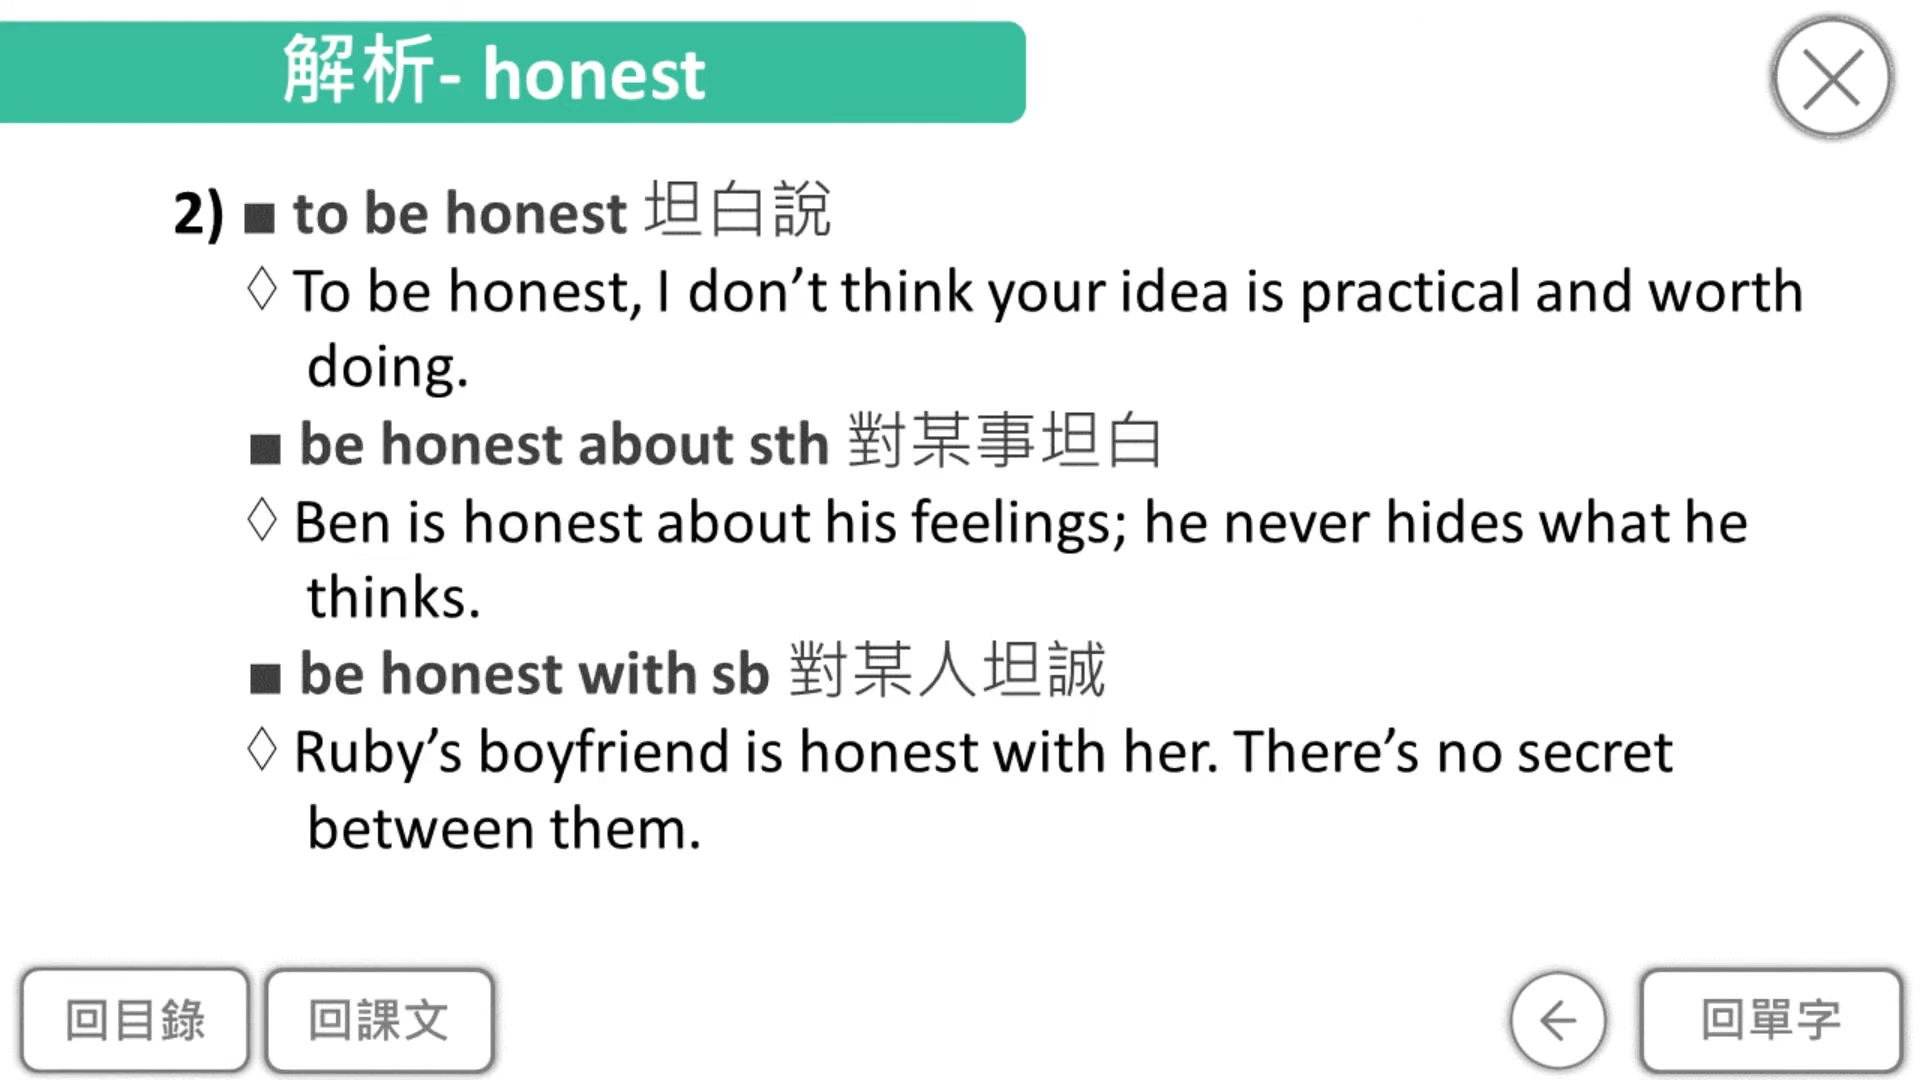 解析- honest
2) ■ to be honest 坦白說
◊ To be honest, I don’t think your idea is practical and worth
doing.
■ be honest about sth 對某事坦白
◊ Ben is honest about his feelings; he never hides what he
thinks.
■ be honest with sb 對某人坦誠
◊ Ruby’s boyfriend is honest with her. There’s no secret
between them.
回目錄
回課文
回單字